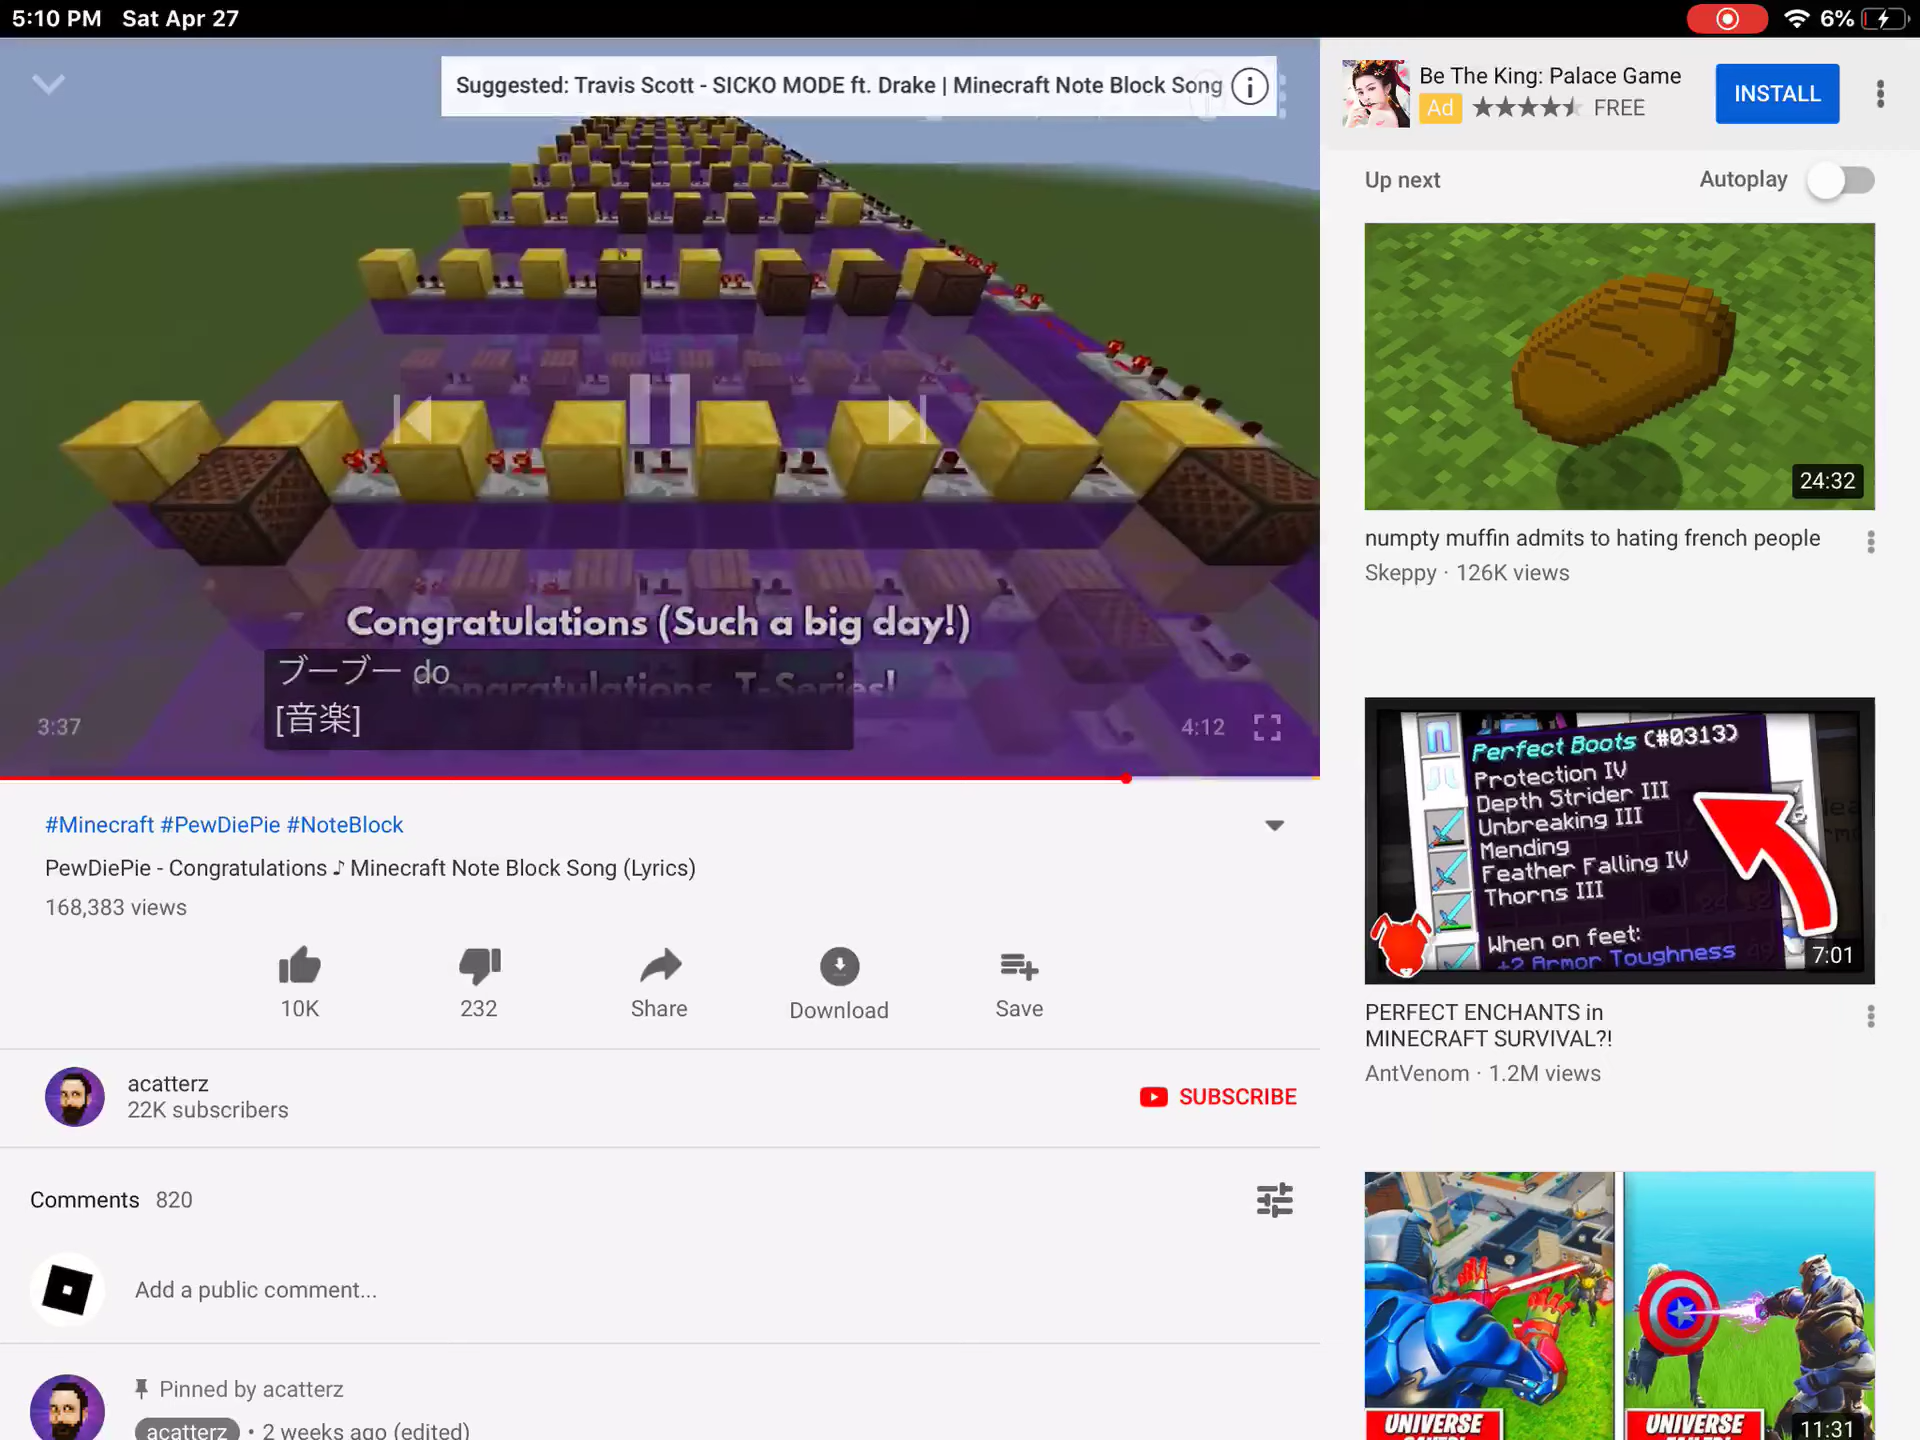 5:10 PM Sat Apr 27
6%
Suggested: Travis Scott - SICKO MODE ft. Drake | Minecraft Note Block Song
Congratulations (Such a big day!)
ブーブー do
Congratulations, T-Series!
[音楽]
3:37
4:12
#Minecraft #PewDiePie #NoteBlock
PewDiePie - Congratulations ♪ Minecraft Note Block Song (Lyrics)
168,383 views
10K
232
Share
Download
Save
acatterz
22K subscribers
SUBSCRIBE
Comments 820
Add a public comment...
Pinned by acatterz
acatterz • 2 weeks ago (edited)
Be The King: Palace Game
Ad
FREE
INSTALL
Up next
Autoplay
24:32
numpty muffin admits to hating french people
Skeppy · 126K views
Perfect Boots (#0313)
Protection IV
Depth Strider III
Unbreaking III
Mending
Feather Falling IV
Thorns III
When on feet:
+2 Armor Toughness
7:01
PERFECT ENCHANTS in
MINECRAFT SURVIVAL?!
AntVenom · 1.2M views
UNIVERSE
UNIVERSE
11:31